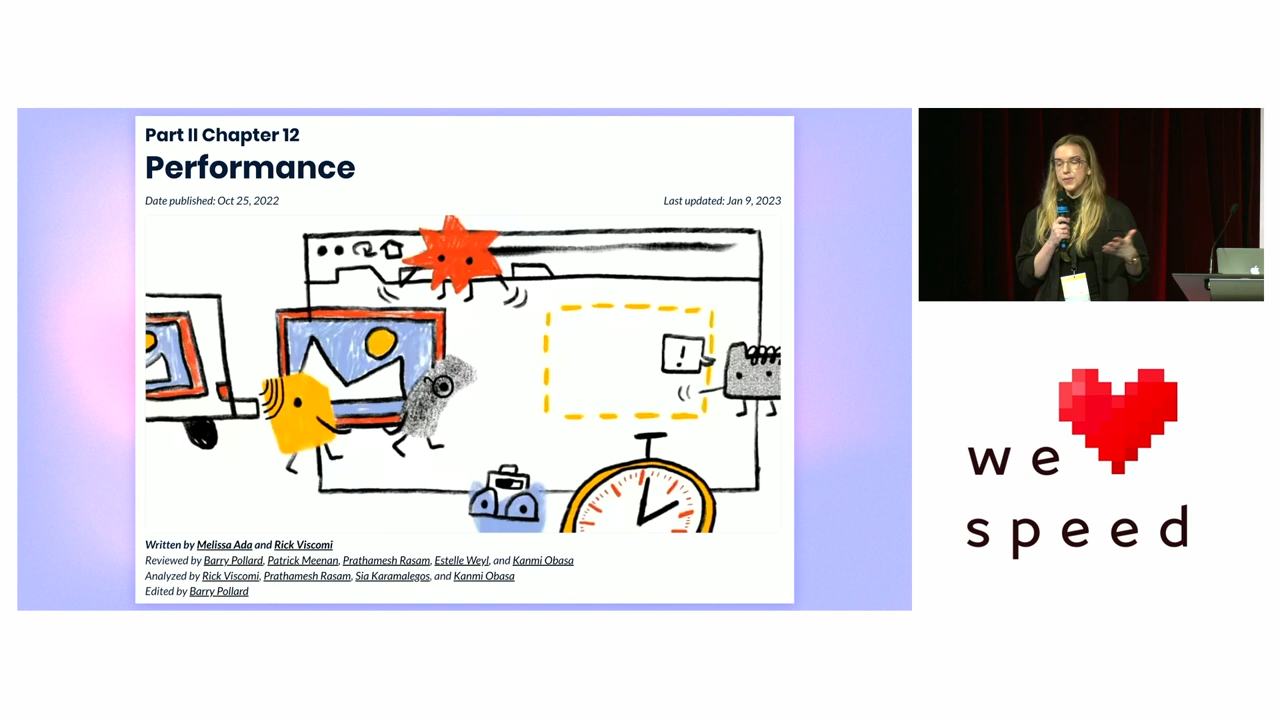 Part II Chapter 12
Performance
Date published: Oct 25, 2022
Last updated: Jan 9, 2023
!
Written by Melissa Ada and Rick Viscomi
Reviewed by Barry Pollard, Patrick Meenan, Prathamesh Rasam, Estelle Weyl, and Kanmi Obasa
Analyzed by Rick Viscomi, Prathamesh Rasam, Sia Karamalegos, and Kanmi Obasa
Edited by Barry Pollard
we
speed